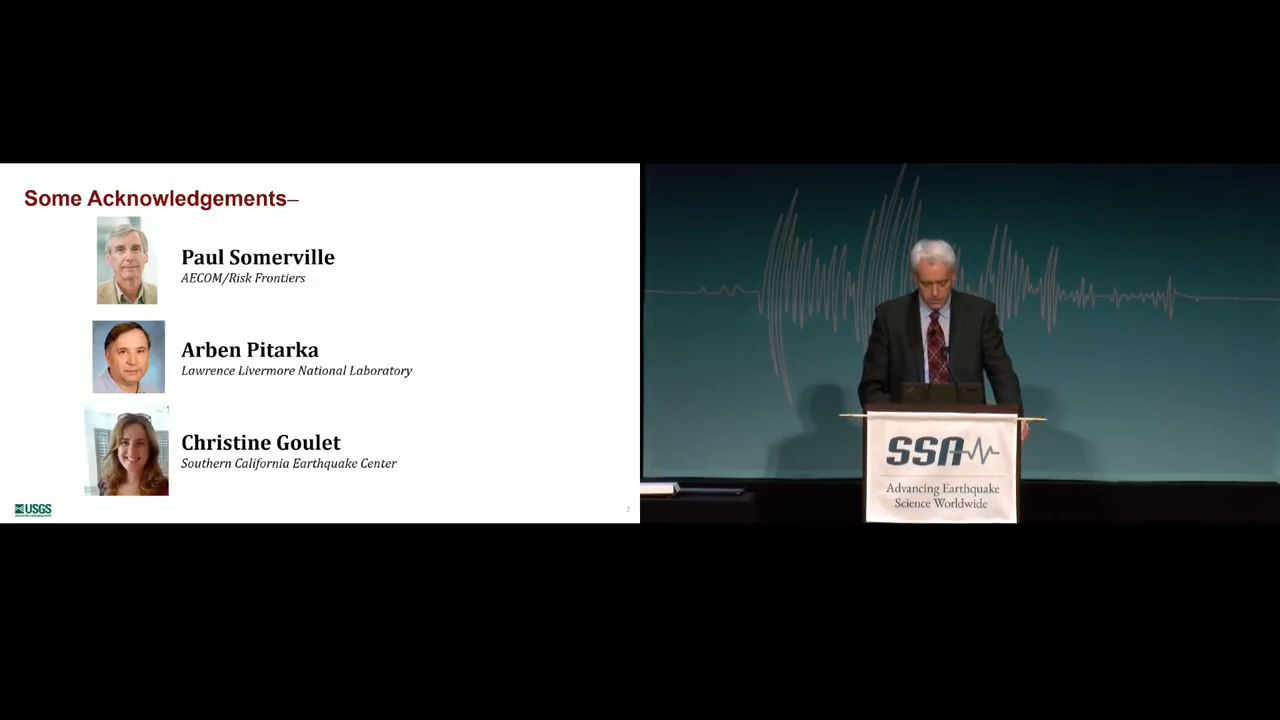 Some Acknowledgements–
Paul Somerville
AECOM/Risk Frontiers
Arben Pitarka
Lawrence Livermore National Laboratory
Christine Goulet
Southern California Earthquake Center
USGS
2
SSA
Advancing Earthquake
Science Worldwide